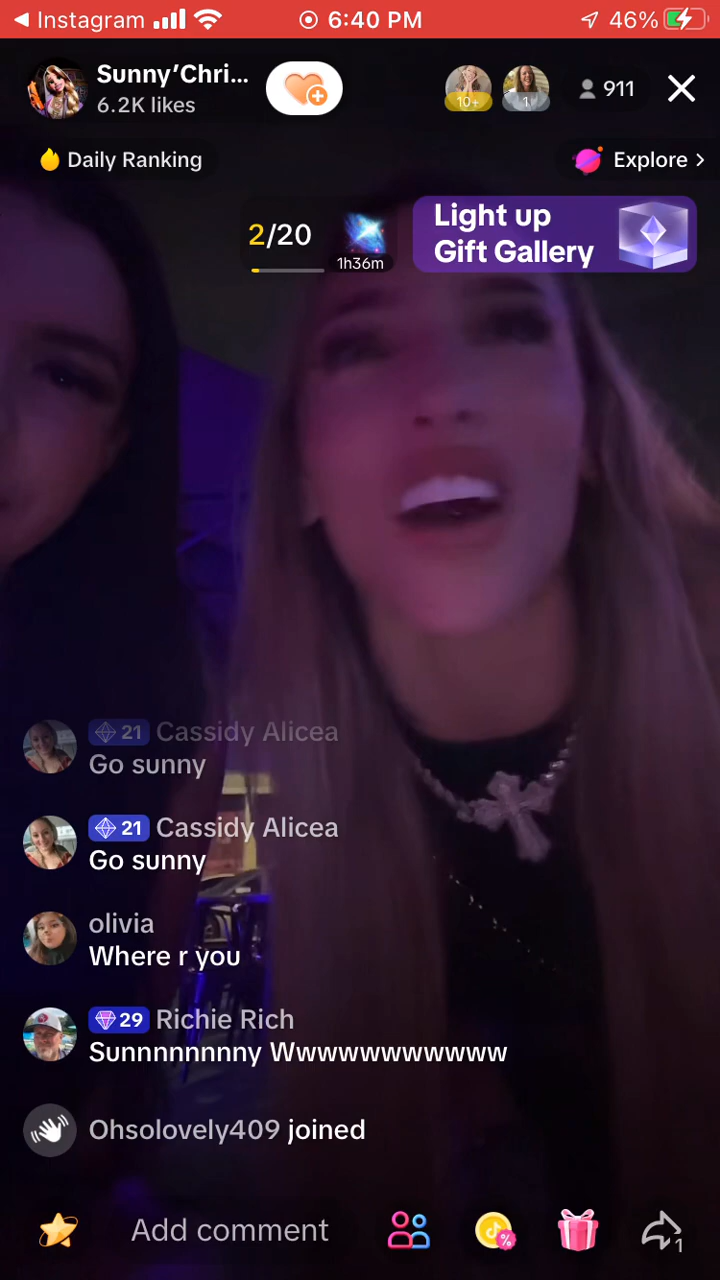 Instagram 6:40 PM 46%
Sunny’Chri...
6.2K likes
10+ 1 911
Daily Ranking Explore
2/20 1h36m
Light up
Gift Gallery
21 Cassidy Alicea
Go sunny
21 Cassidy Alicea
Go sunny
olivia
Where r you
29 Richie Rich
Sunnnnnnnny Wwwwwwwwwww
Ohsolovely409 joined
Add comment % 1